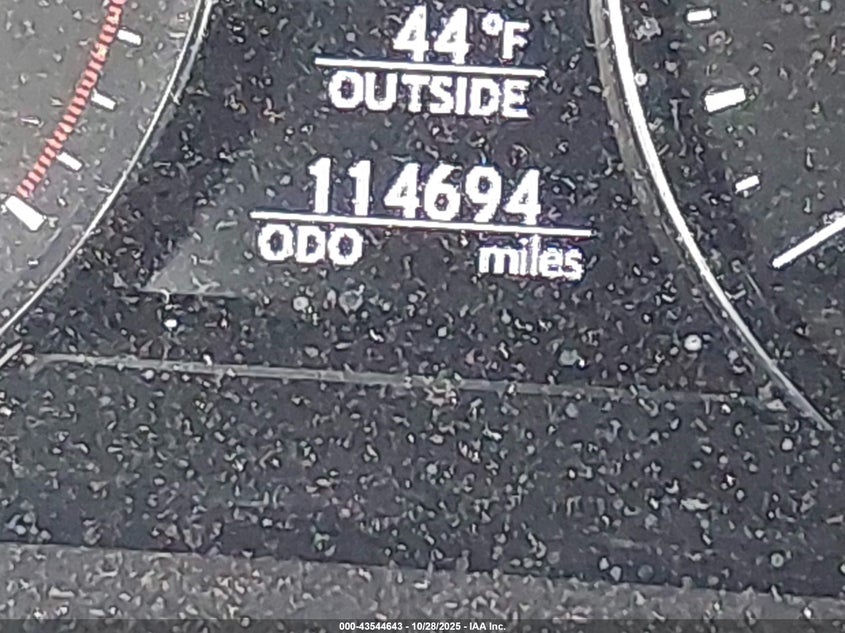 44 °F
OUTSIDE
114694
ODO miles
000-43544643 - 10/28/2025 - IAA Inc.